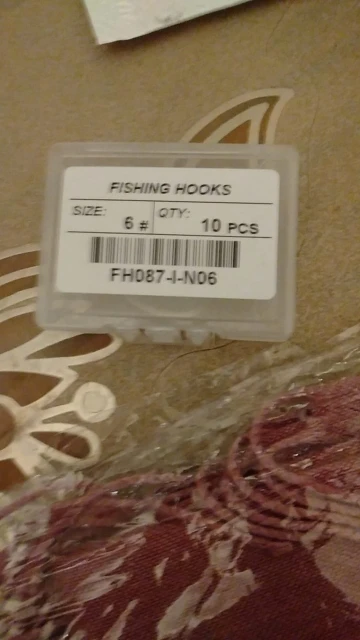 FISHING HOOKS
SIZE: 6 # QTY: 10 PCS
FH087-I-N06